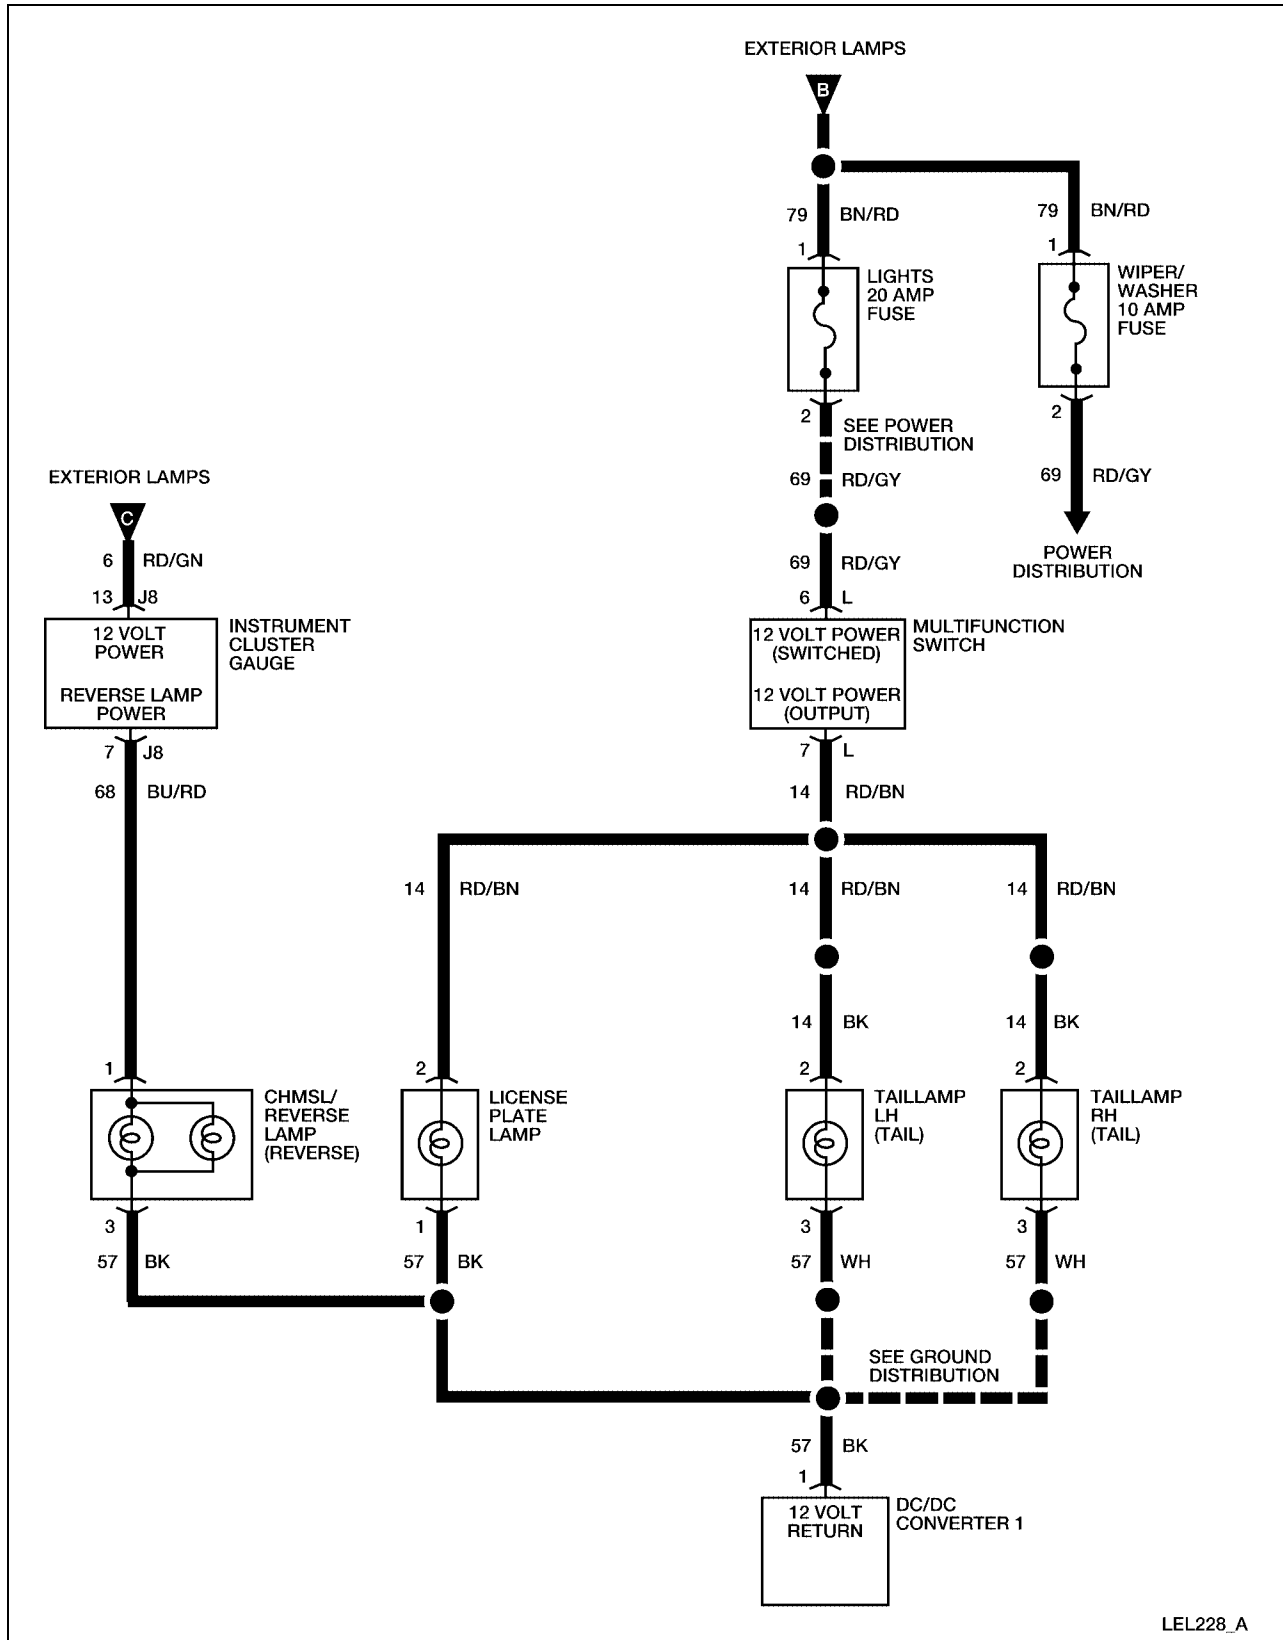 EXTERIOR LAMPS
B
79 BN/RD
79 BN/RD
1
1
LIGHTS
20 AMP
FUSE
WIPER/
WASHER
10 AMP
FUSE
2
2
SEE POWER
DISTRIBUTION
69 RD/GY
69 RD/GY
EXTERIOR LAMPS
C
POWER
DISTRIBUTION
6 RD/GN
69 RD/GY
13 J8
6 L
12 VOLT
POWER
REVERSE LAMP
POWER
INSTRUMENT
CLUSTER
GAUGE
12 VOLT POWER
(SWITCHED)
12 VOLT POWER
(OUTPUT)
MULTIFUNCTION
SWITCH
7 J8
7 L
68 BU/RD
14 RD/BN
14 RD/BN
14 RD/BN
14 RD/BN
14 BK
14 BK
1
2
2
2
CHMSL/
REVERSE
LAMP
(REVERSE)
LICENSE
PLATE
LAMP
TAILLAMP
LH
(TAIL)
TAILLAMP
RH
(TAIL)
3
1
3
3
57 BK
57 BK
57 WH
57 WH
SEE GROUND
DISTRIBUTION
57 BK
1
12 VOLT
RETURN
DC/DC
CONVERTER 1
LEL228_A